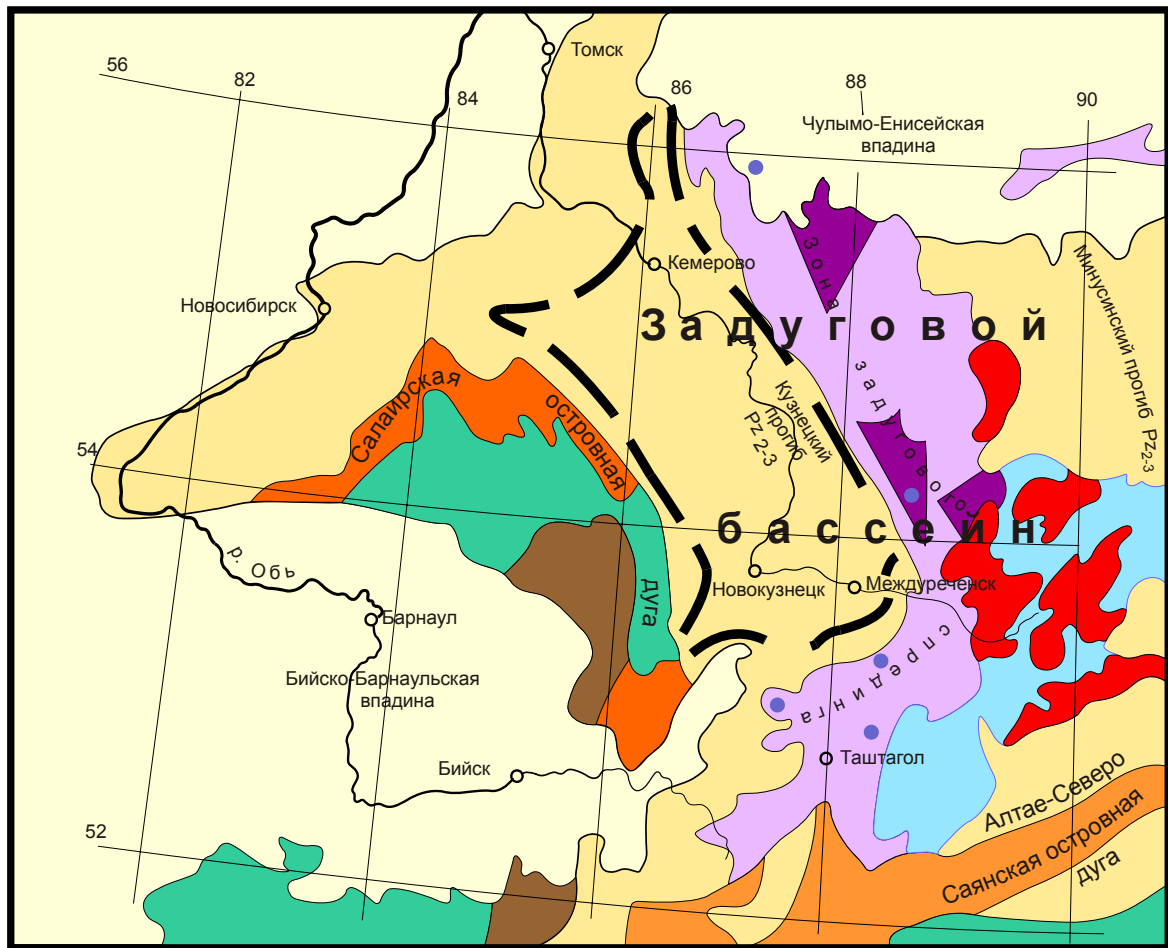 Томск
56
82
84
86
88
90
Чулымо-Енисейская
впадина
Кемерово
Новосибирск
Зона
задугового
спрединга
Минусинский прогиб Pz2-3
Задуговой
бассейн
Кузнецкий
прогиб
Pz 2-3
Салаирская
островная
дуга
54
р. Обь
Новокузнецк
Междуреченск
Барнаул
Бийско-Барнаульская
впадина
Бийск
Таштагол
52
Алтае-Северо
Саянская островная
дуга